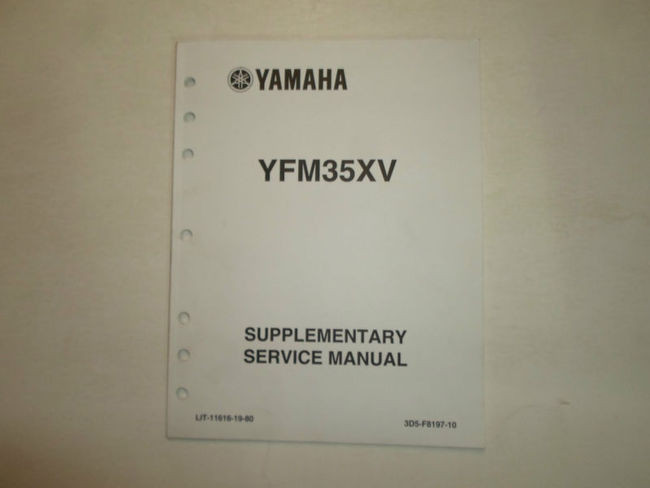 YAMAHA
YFM35XV
SUPPLEMENTARY
SERVICE MANUAL
LIT-11616-19-80
3D5-F8197-10